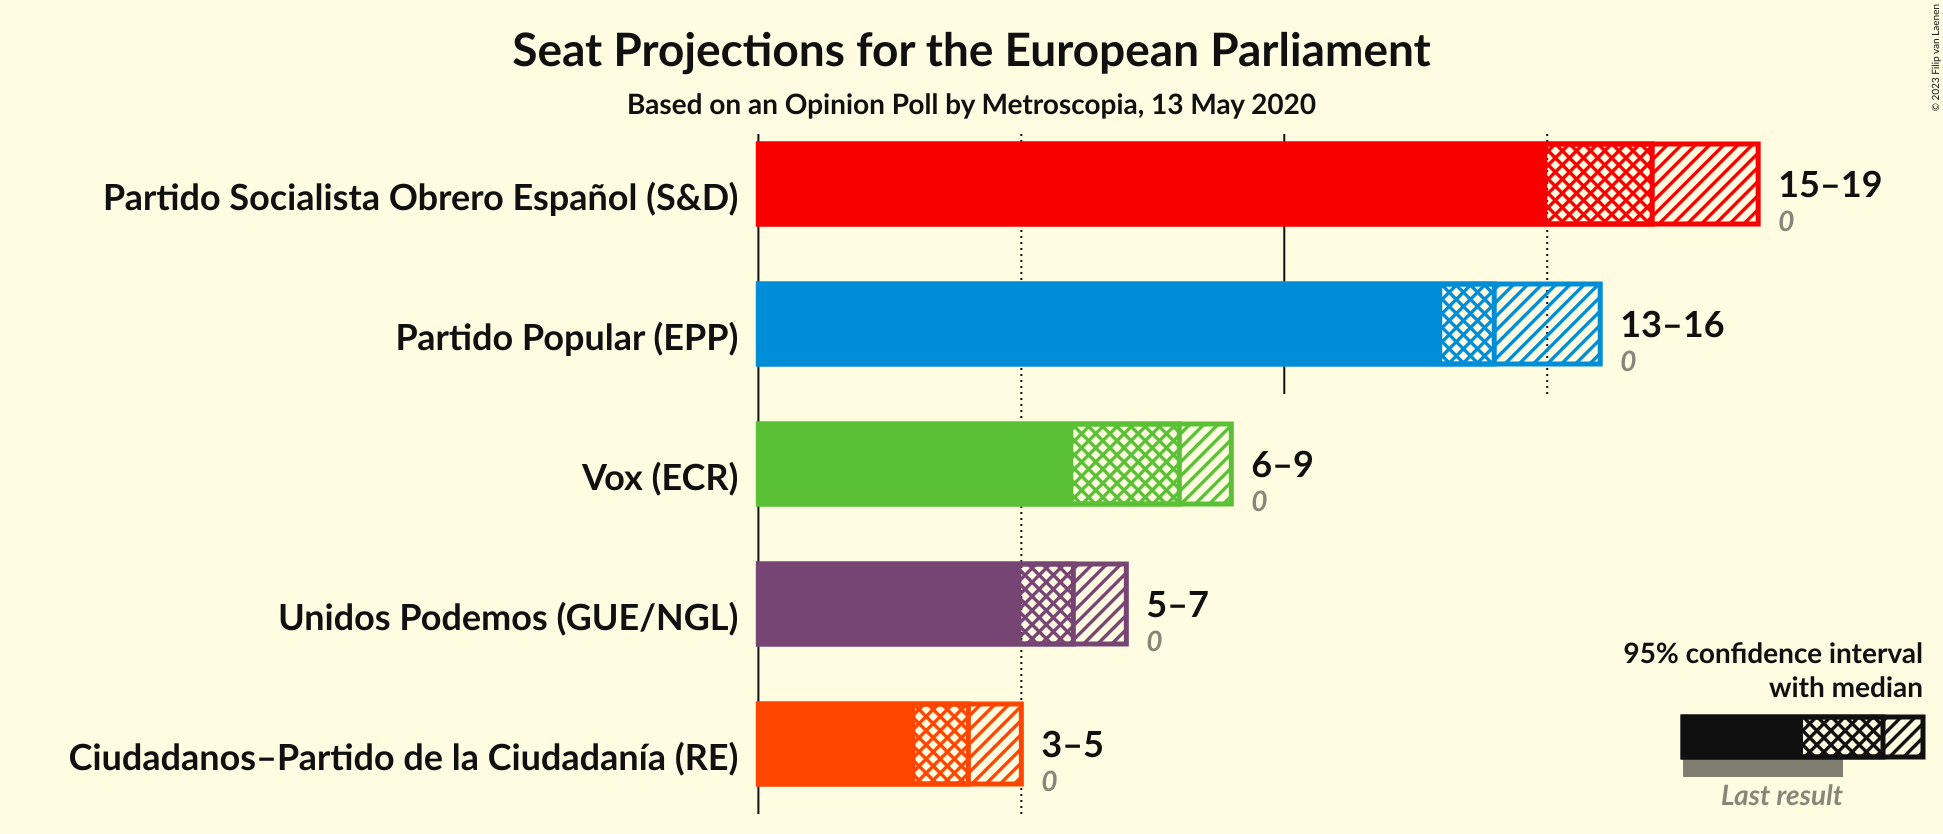 Seat Projections for the European Parliament
Based on an Opinion Poll by Metroscopia, 13 May 2020
© 2023 Filip van Laenen
Partido Socialista Obrero Español (S&D)
15–19
0
Partido Popular (EPP)
13–16
0
Vox (ECR)
6–9
0
Unidos Podemos (GUE/NGL)
5–7
0
Ciudadanos–Partido de la Ciudadanía (RE)
3–5
0
95% confidence interval
with median
Last result